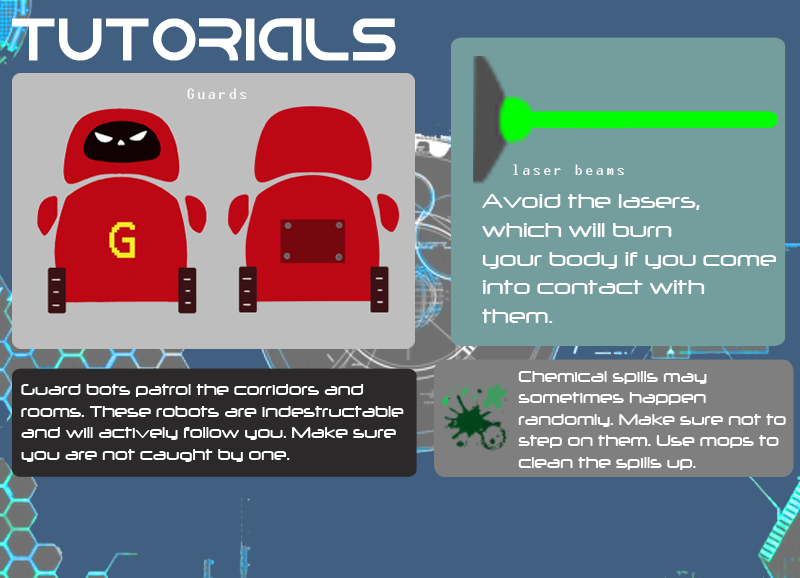 TUTORIALS
Guards
G
laser beams
Avoid the lasers,
which will burn
your body if you come
into contact with
them.
Guard bots patrol the corridors and
rooms. These robots are indestructable
and will actively follow you. Make sure
you are not caught by one.
Chemical spills may
sometimes happen
randomly. Make sure not to
step on them. Use mops to
clean the spills up.